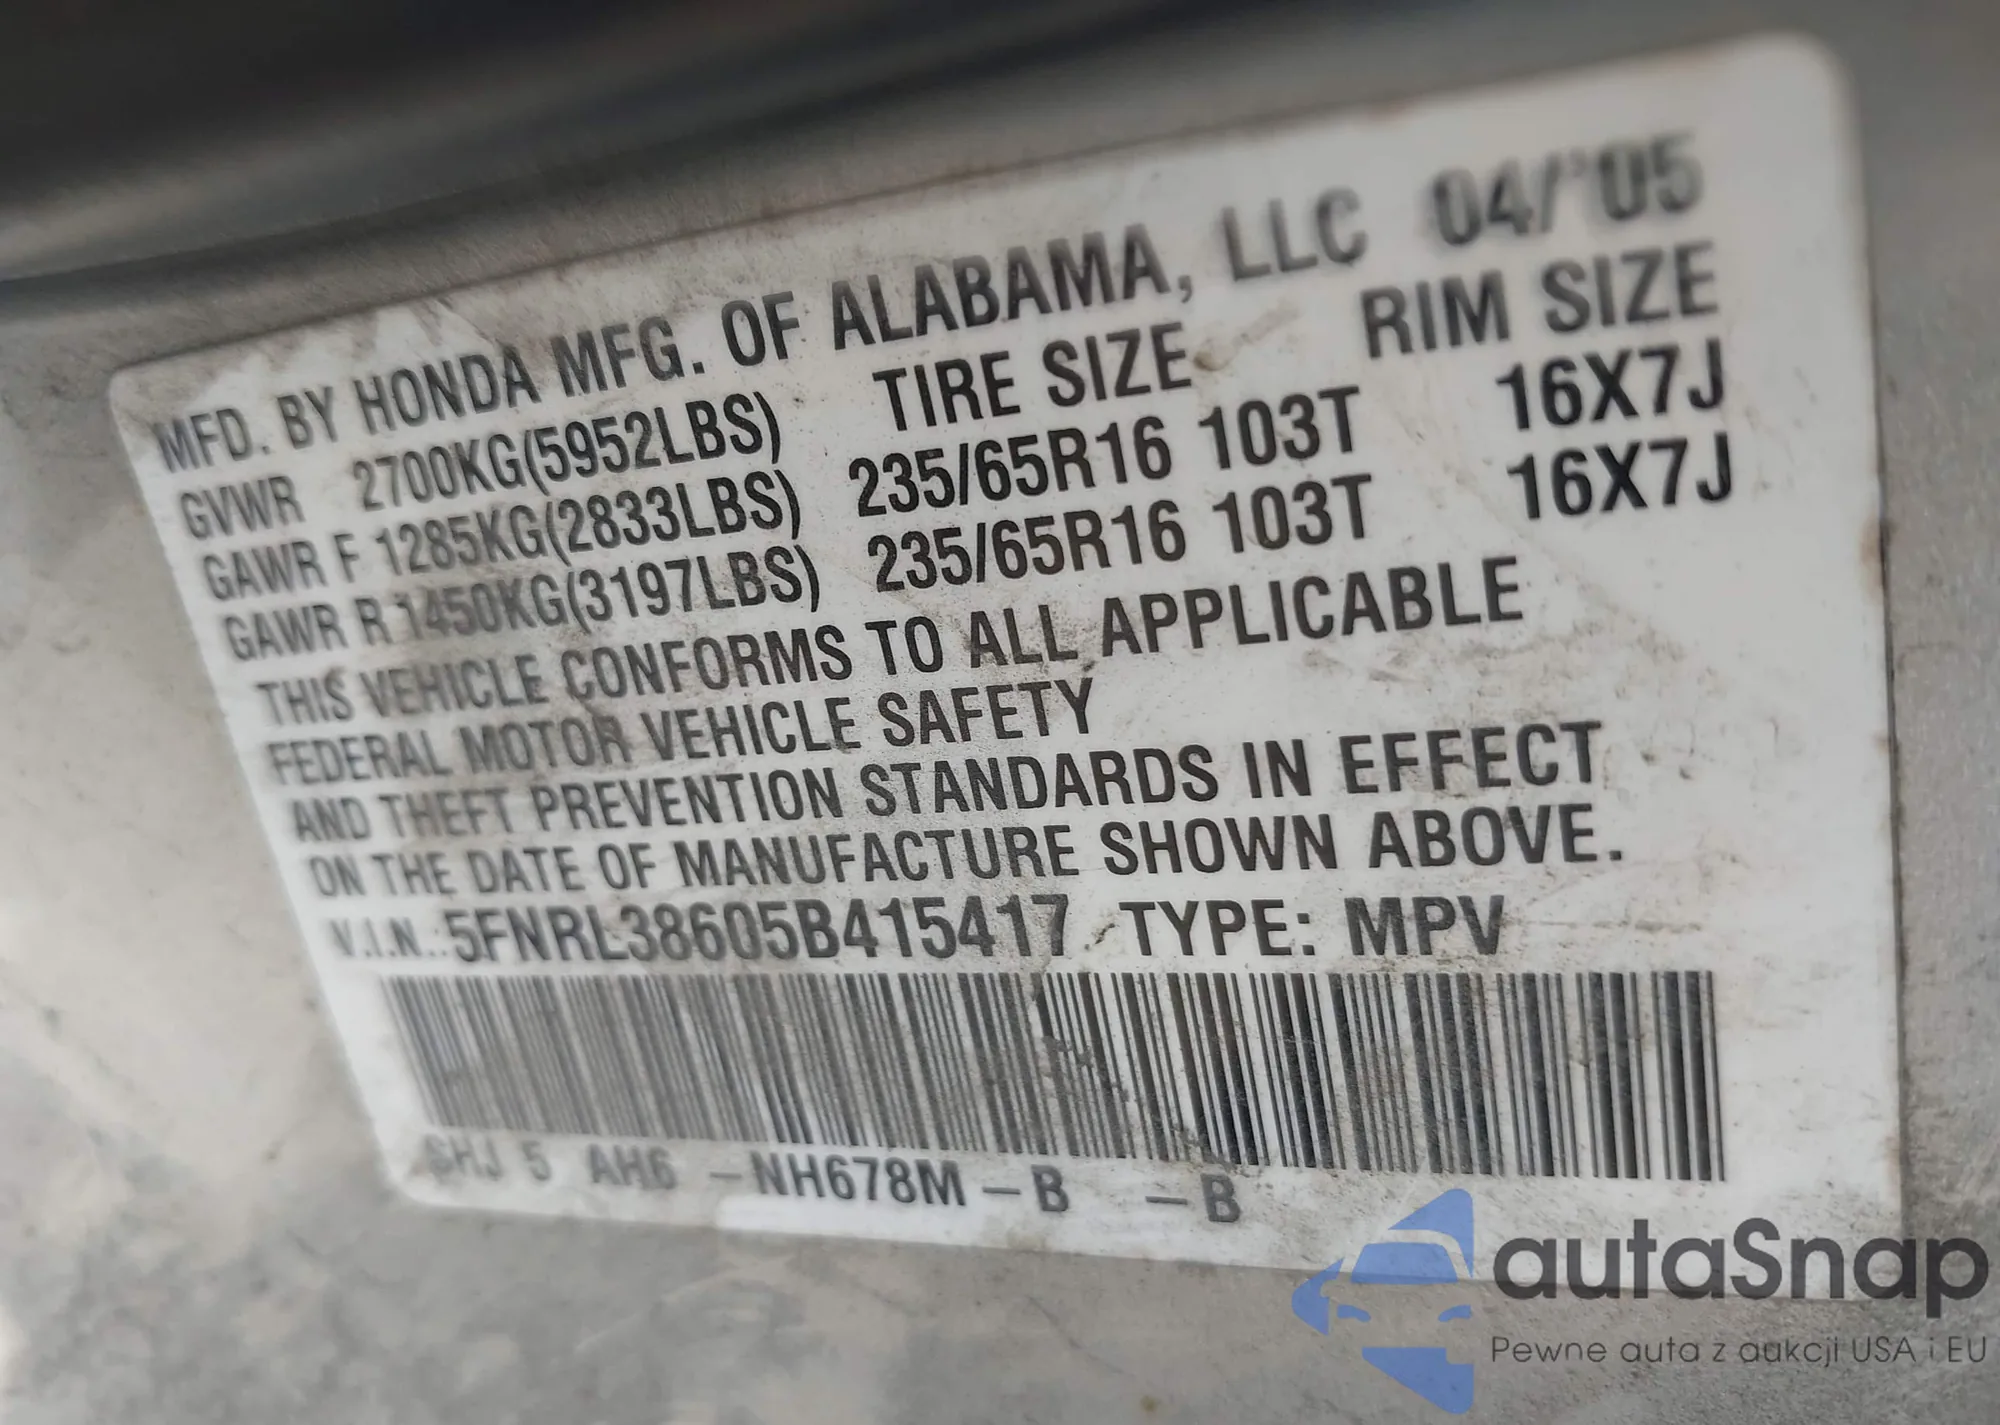 MFD. BY HONDA MFG. OF ALABAMA, LLC 04/'05
GVWR 2700KG(5952LBS) TIRE SIZE RIM SIZE
GAWR F 1285KG(2833LBS) 235/65R16 103T 16X7J
GAWR R 1450KG(3197LBS) 235/65R16 103T 16X7J
THIS VEHICLE CONFORMS TO ALL APPLICABLE
FEDERAL MOTOR VEHICLE SAFETY
AND THEFT PREVENTION STANDARDS IN EFFECT
ON THE DATE OF MANUFACTURE SHOWN ABOVE.
V.I.N.: 5FNRL38605B415417 TYPE: MPV
SHJ 5 AH6 -NH678M -B -B
autaSnap
Pewne auta z aukcji USA i EU